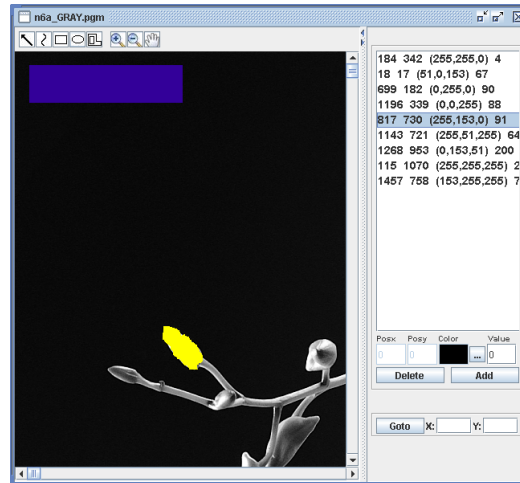 n6a_GRAY.pgm
184 342 (255,255,0) 4
18 17 (51,0,153) 67
699 182 (0,255,0) 90
1196 339 (0,0,255) 88
817 730 (255,153,0) 91
1143 721 (255,51,255) 64
1268 953 (0,153,51) 200
115 1070 (255,255,255) 2
1457 758 (153,255,255) 7
Posx Posy Color Value
0 0 ... 0
Delete Add
Goto X: Y: